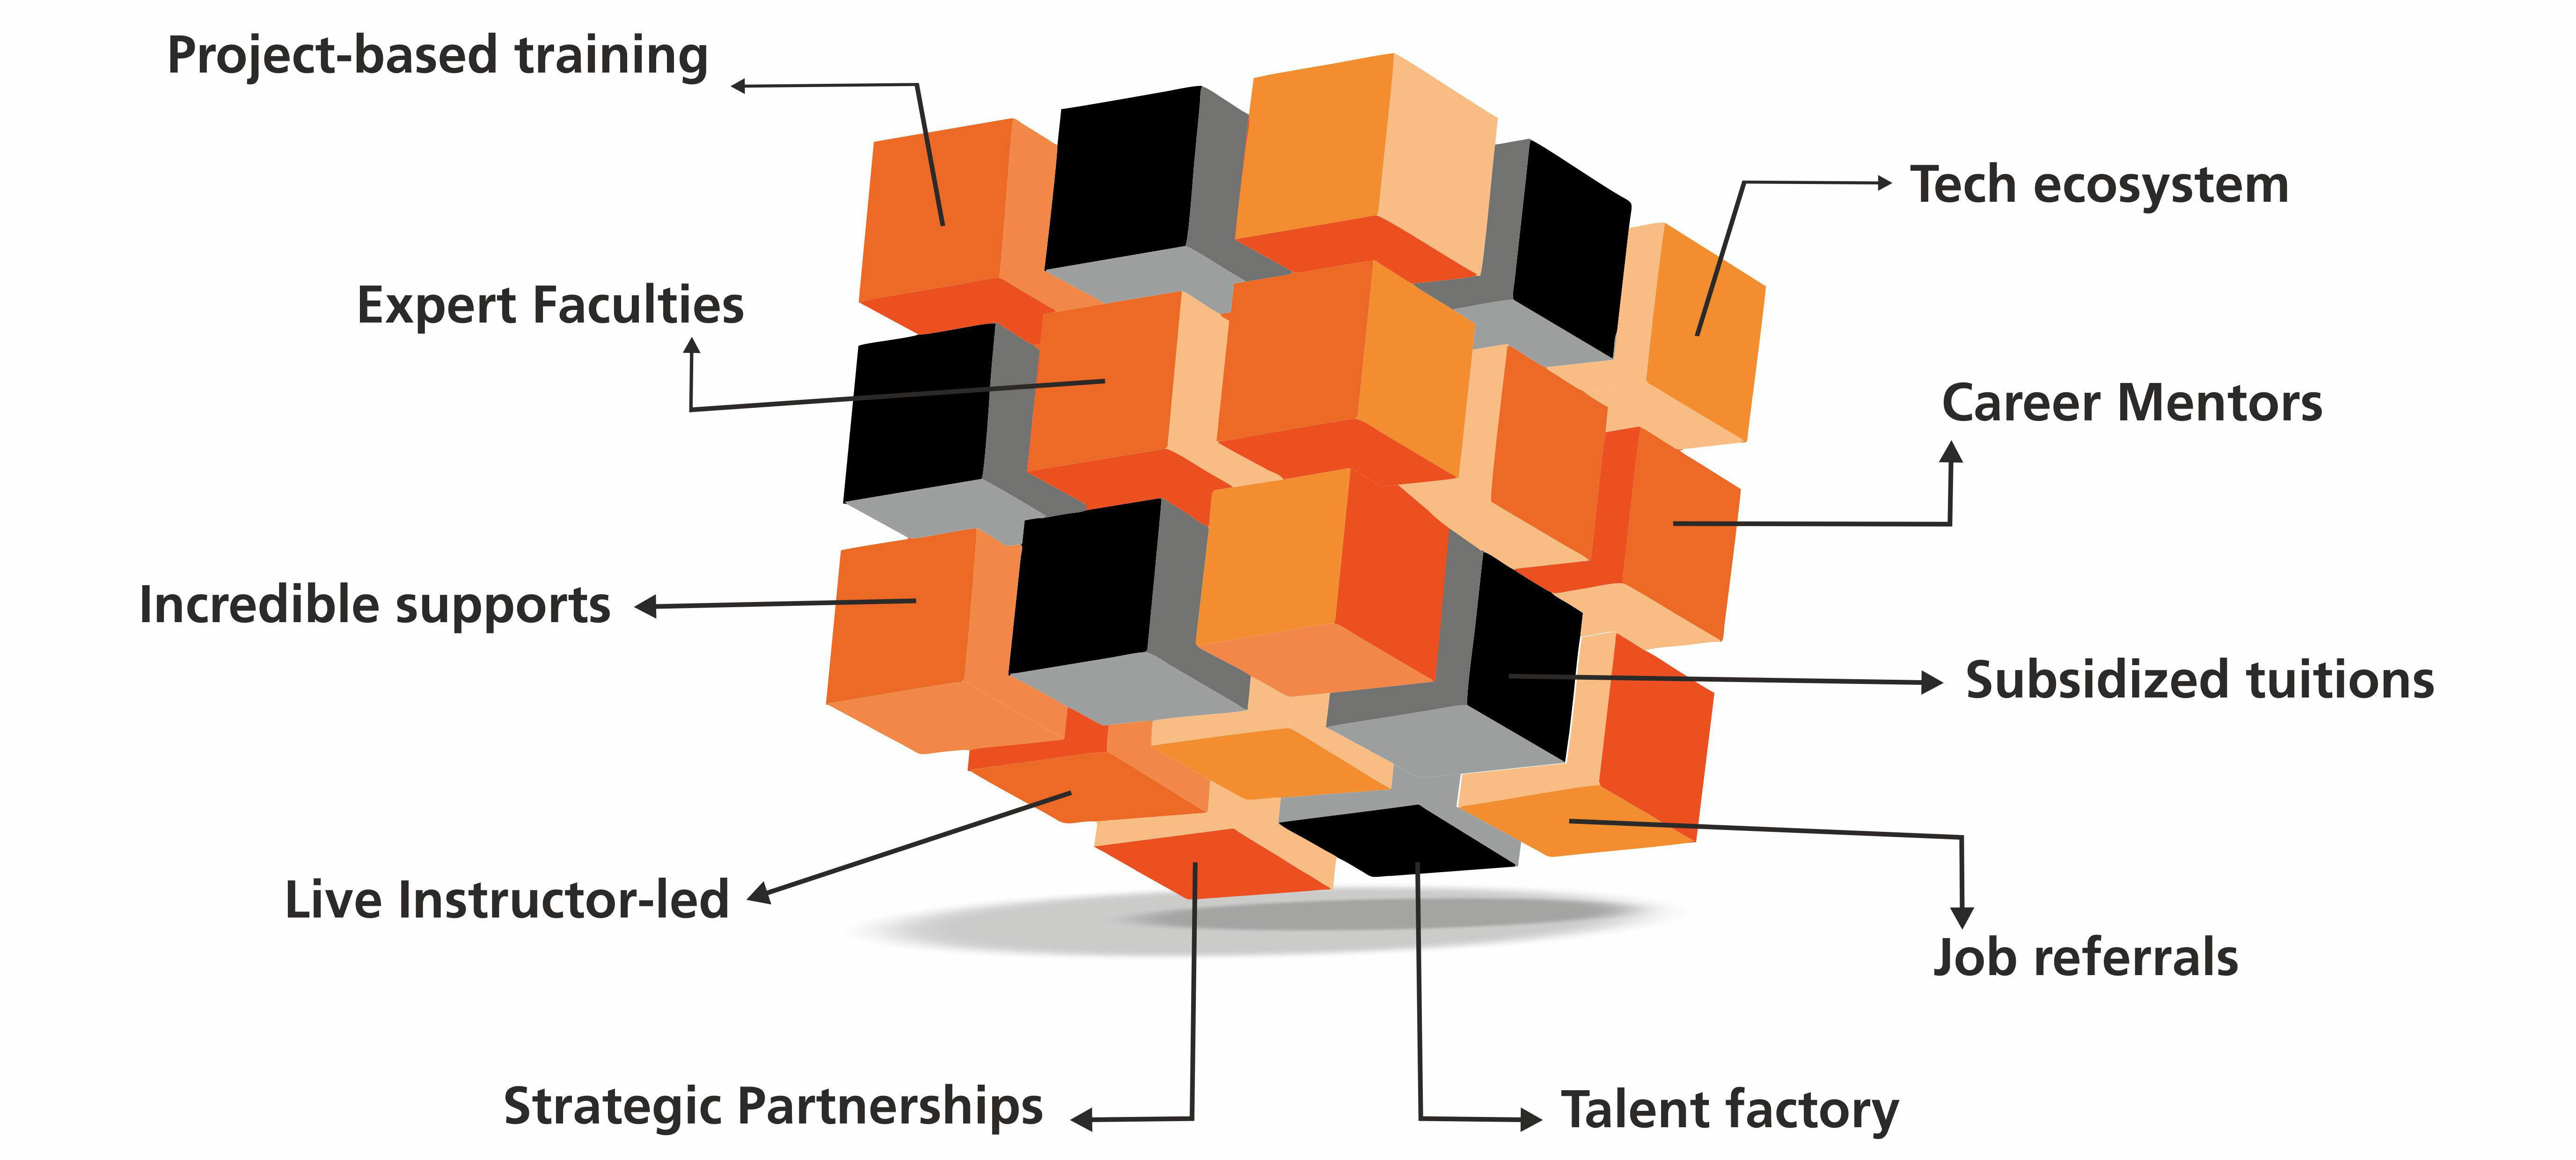 Project-based training
Tech ecosystem
Expert Faculties
Career Mentors
Incredible supports
Subsidized tuitions
Live Instructor-led
Job referrals
Strategic Partnerships
Talent factory